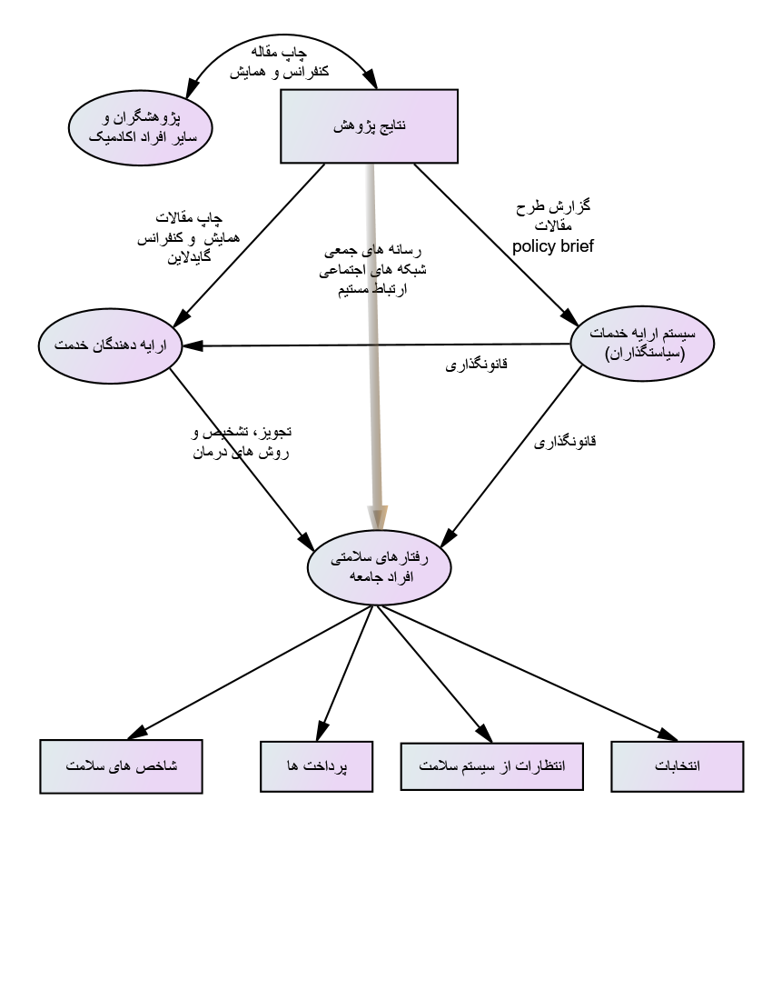 چاپ مقاله
کنفرانس و همایش
پژوهشگران و
سایر افراد اکادمیک
نتایج پژوهش
چاپ مقالات
همایش و کنفرانس
گایدلاین
رسانه های جمعی
شبکه های اجتماعی
ارتباط مستیم
گزارش طرح
مقالات
policy brief
ارایه دهندگان خدمت
سیستم ارایه خدمات
(سیاستگذاران)
قانونگذاری
تجویز، تشخیص و
روش های درمان
قانونگذاری
رفتارهای سلامتی
افراد جامعه
شاخص های سلامت
پرداخت ها
انتظارات از سیستم سلامت
انتخابات